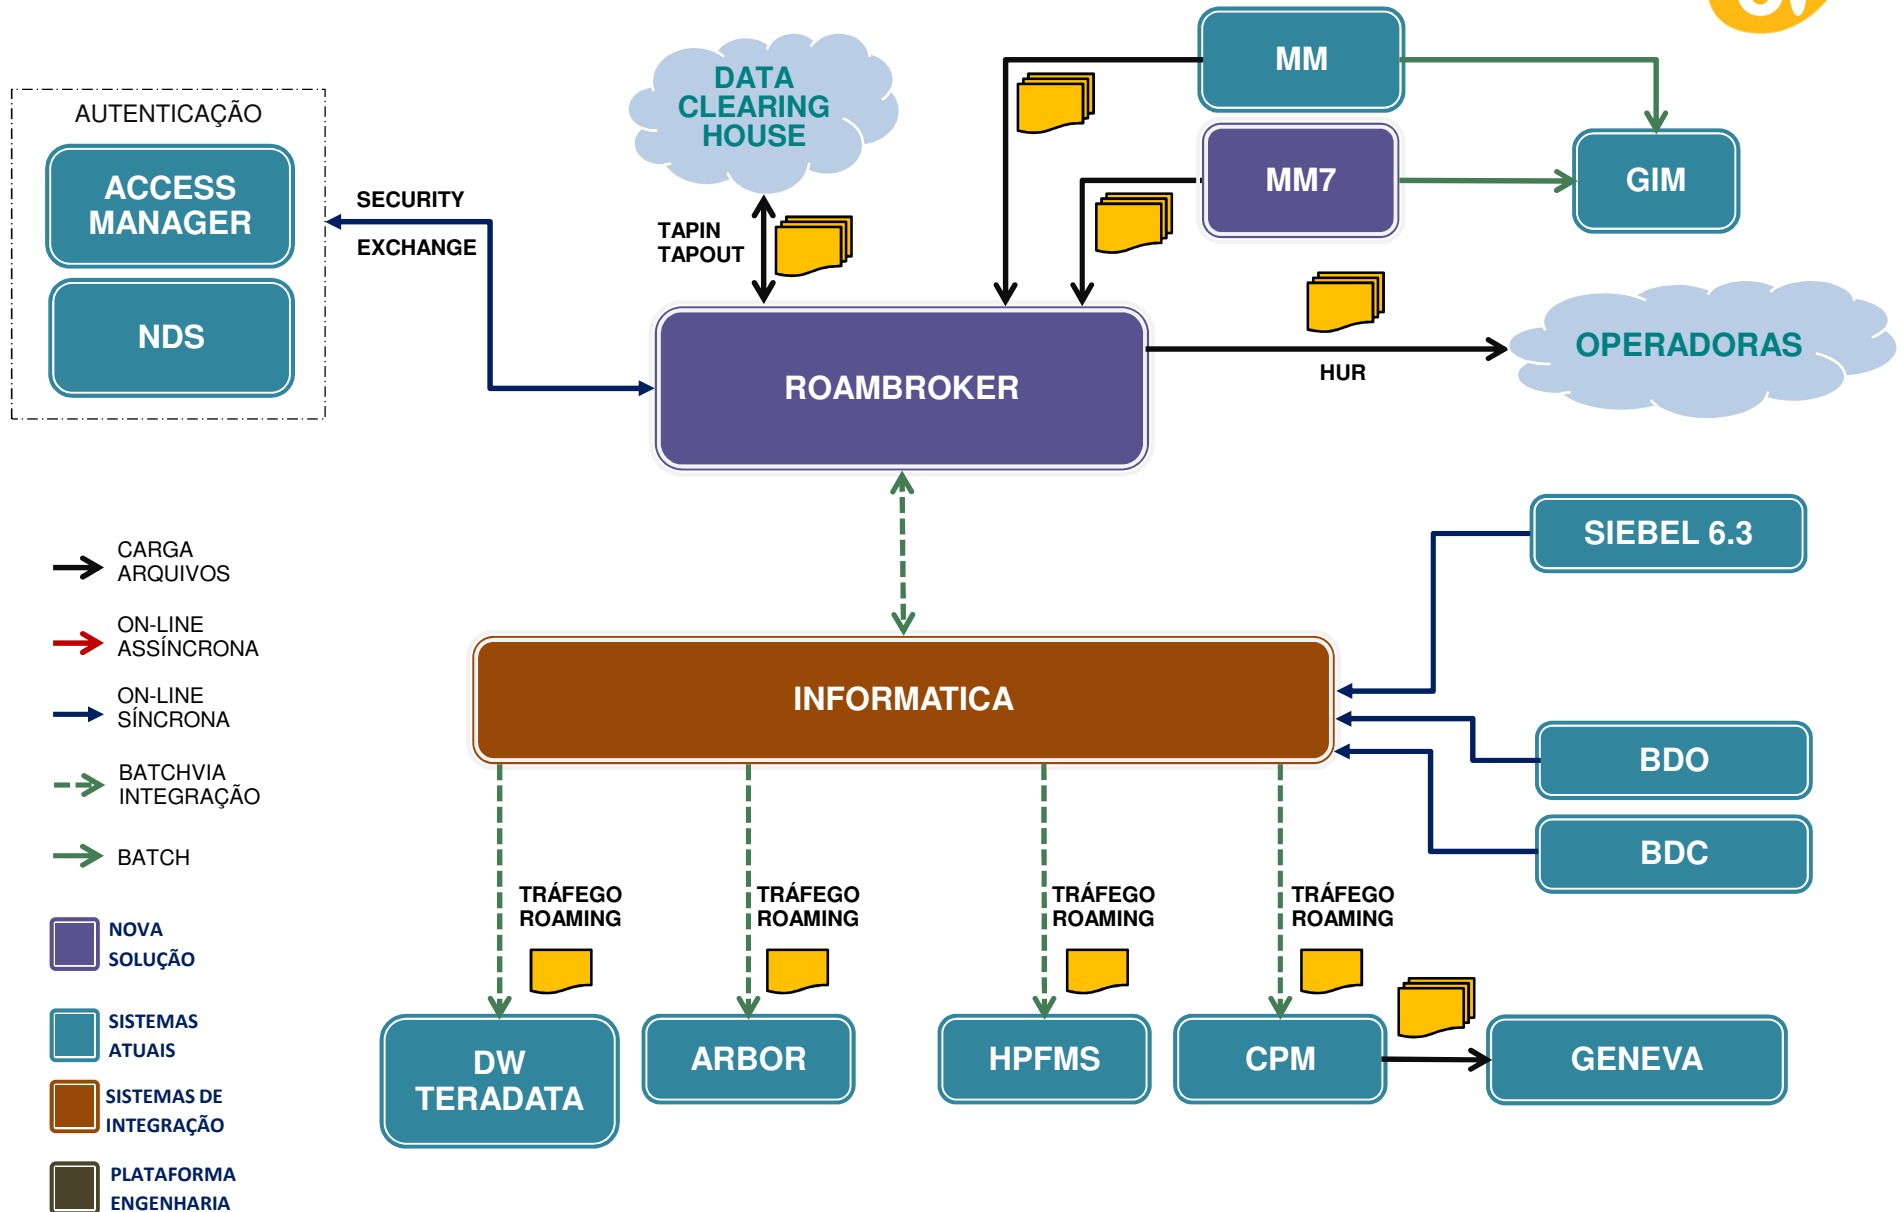 AUTENTICAÇÃO
ACCESS
MANAGER
NDS
SECURITY
EXCHANGE
DATA
CLEARING
HOUSE
TAPIN
TAPOUT
MM
MM7
GIM
ROAMBROKER
HUR
OPERADORAS
SIEBEL 6.3
INFORMATICA
BDO
BDC
TRÁFEGO
ROAMING
TRÁFEGO
ROAMING
TRÁFEGO
ROAMING
TRÁFEGO
ROAMING
DW
TERADATA
ARBOR
HPFMS
CPM
GENEVA
CARGA
ARQUIVOS
ON-LINE
ASSÍNCRONA
ON-LINE
SÍNCRONA
BATCHVIA
INTEGRAÇÃO
BATCH
NOVA
SOLUÇÃO
SISTEMAS
ATUAIS
SISTEMAS DE
INTEGRAÇÃO
PLATAFORMA
ENGENHARIA